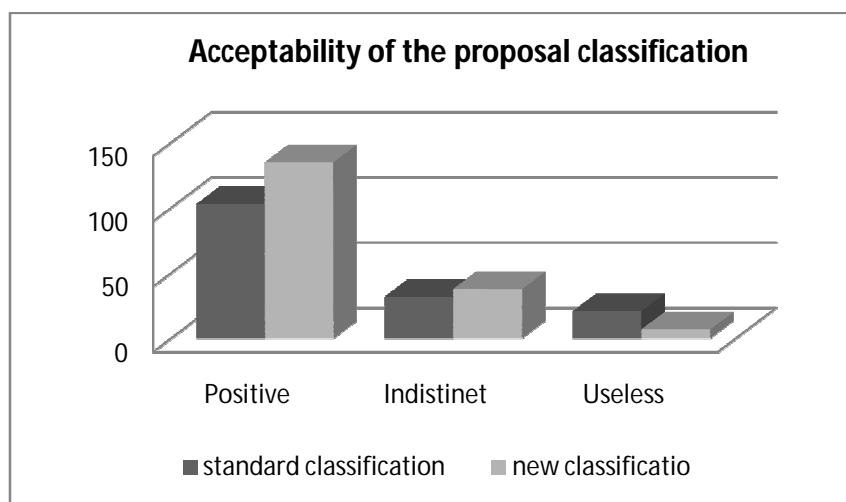 Acceptability of the proposal classification
150
100
50
0
Positive Indistinet Useless
standard classification new classificatio